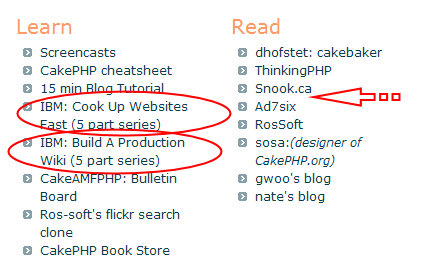 Learn
Screencasts
CakePHP cheatsheet
15 min Blog Tutorial
IBM: Cook Up Websites
Fast (5 part series)
IBM: Build A Production
Wiki (5 part series)
CakeAMFPHP: Bulletin
Board
Ros-soft's flickr search
clone
CakePHP Book Store
Read
dhofstet: cakebaker
ThinkingPHP
Snook.ca
Ad7six
RosSoft
sosa:(designer of
CakePHP.org)
gwoo's blog
nate's blog